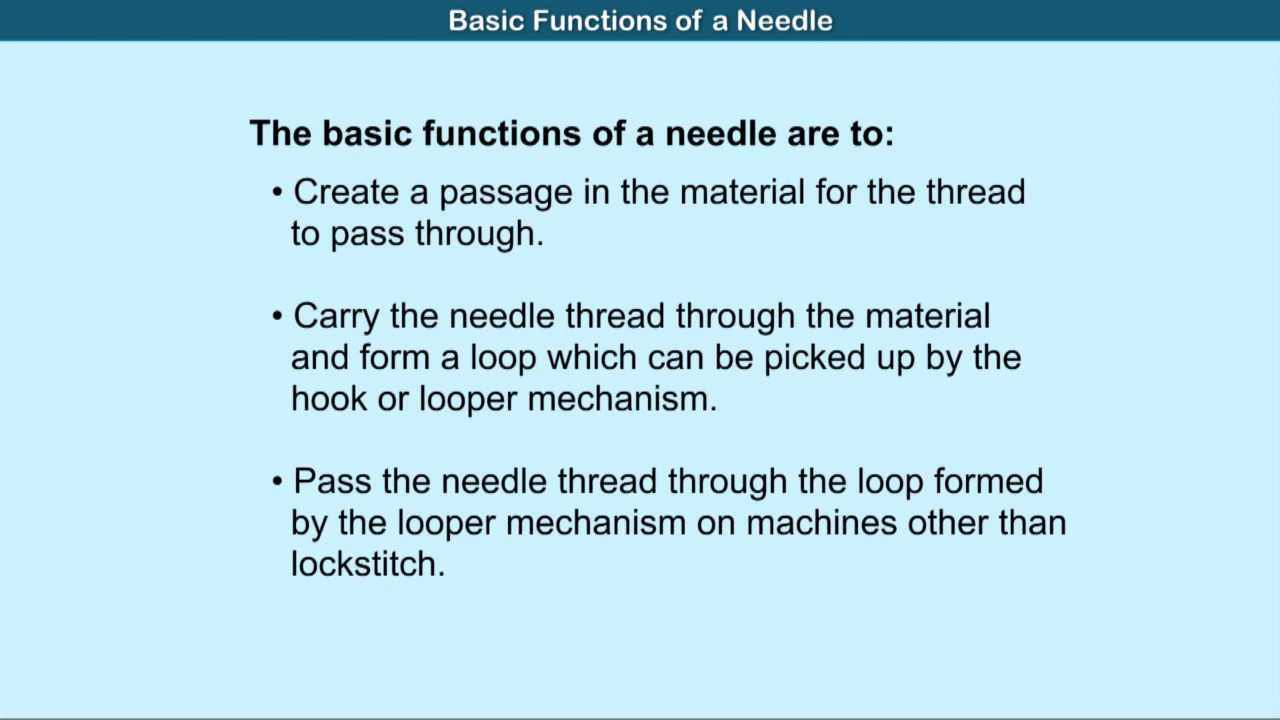 Basic Functions of a Needle
The basic functions of a needle are to:
• Create a passage in the material for the thread
to pass through.
• Carry the needle thread through the material
and form a loop which can be picked up by the
hook or looper mechanism.
• Pass the needle thread through the loop formed
by the looper mechanism on machines other than
lockstitch.